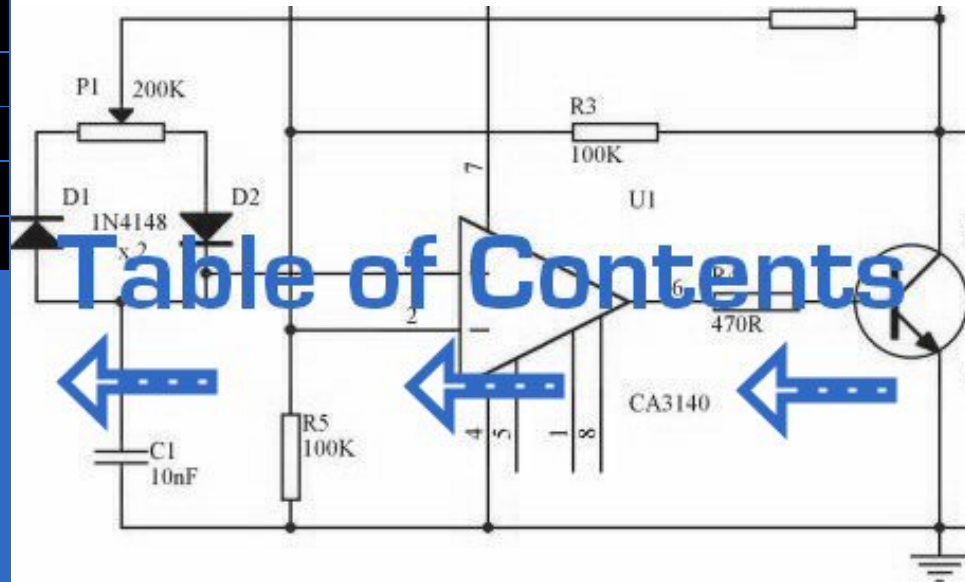 P1 200K
R3
100K
7
D1 D2
U1
1N4148
x 2
Table of Contents
6
2
470R
CA3140
4 5 1 8
R5
100K
C1
10nF